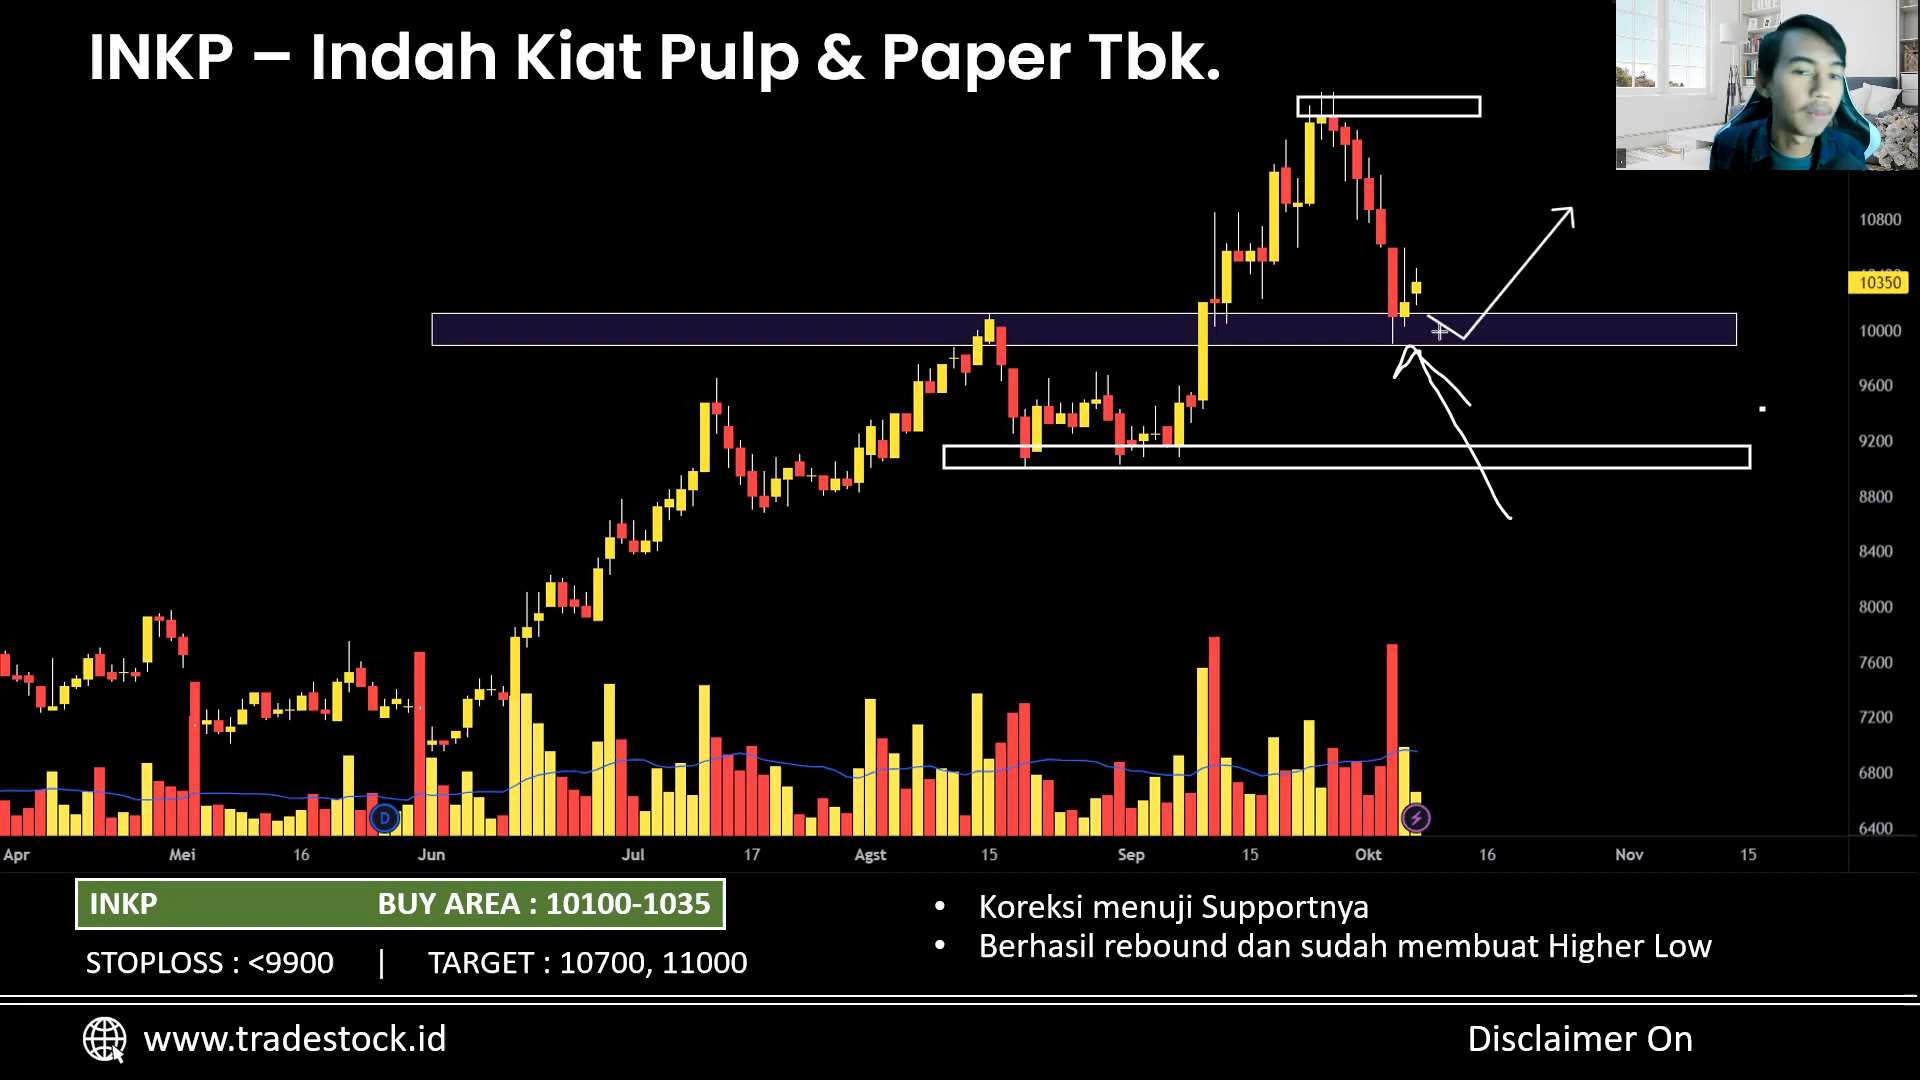 INKP – Indah Kiat Pulp & Paper Tbk.
10800
10350
10000
9600
9200
8800
8400
8000
7600
7200
6800
6400
D
Apr Mei 16 Jun Jul 17 Agst 15 Sep 15 Okt 16 Nov 15
INKP BUY AREA : 10100-1035
STOPLOSS : <9900 | TARGET : 10700, 11000
• Koreksi menuji Supportnya
• Berhasil rebound dan sudah membuat Higher Low
www.tradestock.id
Disclaimer On